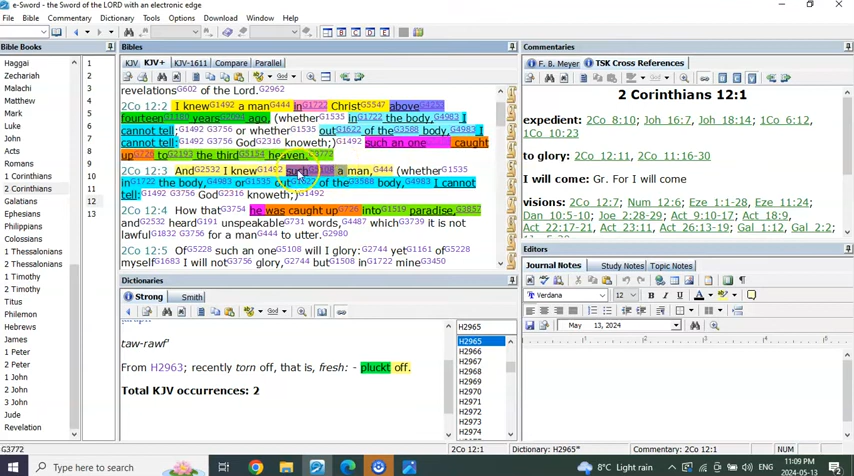 e-Sword - the Sword of the LORD with an electronic edge
File Bible Commentary Dictionary Tools Options Download Window Help
Bible Books
Haggai
Zechariah
Malachi
Matthew
Mark
Luke
John
Acts
Romans
1 Corinthians
2 Corinthians
Galatians
Ephesians
Philippians
Colossians
1 Thessalonians
2 Thessalonians
1 Timothy
2 Timothy
Titus
Philemon
Hebrews
James
1 Peter
2 Peter
1 John
2 John
3 John
Jude
Revelation
1
2
3
4
5
6
7
8
9
10
11
12
13
Bibles
KJV KJV+ KJV-1611 Compare Parallel
revelationsG602 of the Lord.G2962
2Co 12:2 I knewG1492 a manG444 inG1722 ChristG5547 above
fourteenG1180 yearsG2094 ago, (whetherG1535 inG1722 the body,G4983 I
cannot tell;G1492 G3756 or whetherG1535 outG1622 of theG3588 body,G4983 I
cannot tell:G1492 G3756 GodG2316 knoweth;)G1492 such an one caught
upG726 toG2193 the thirdG5154 heaven.G3772
2Co 12:3 AndG2532 I knewG1492 suchG5108 a man,G444 (whetherG1535
inG1722 the body,G4983 orG1535 outG1622 of theG3588 body,G4983 I cannot
tell:G1492 G3756 GodG2316 knoweth;)G1492
2Co 12:4 How thatG3754 he was caught upG726 intoG1519 paradise,G3857
andG2532 heardG191 unspeakableG731 words,G4487 whichG3739 it is not
lawfulG1832 G3756 for a manG444 to utter.G2980
2Co 12:5 OfG5228 such an oneG5108 will I glory:G2744 yetG1161 ofG5228
myselfG1683 I will notG3756 glory,G2744 butG1508 inG1722 mineG3450
Dictionaries
Strong Smith
taw-rawf'
From H2963; recently torn off, that is, fresh: - pluckt off.
Total KJV occurrences: 2
H2965
H2965
H2966
H2967
H2968
H2969
H2970
H2971
H2972
H2973
H2974
Commentaries
F. B. Meyer TSK Cross References
2 Corinthians 12:1
expedient: 2Co 8:10; Joh 16:7, Joh 18:14; 1Co 6:12,
1Co 10:23
to glory: 2Co 12:11, 2Co 11:16-30
I will come: Gr. For I will come
visions: 2Co 12:7; Num 12:6; Eze 1:1-28, Eze 11:24;
Dan 10:5-10; Joe 2:28-29; Act 9:10-17, Act 18:9,
Act 22:17-21, Act 23:11, Act 26:13-19; Gal 1:12, Gal 2:2;
Editors
Journal Notes Study Notes Topic Notes
Verdana 12 B I U A
May 13, 2024
2Co 12:1 Dictionary: H2965* Commentary: 2Co 12:1 NUM
G3772
Type here to search
8°C Light rain
ENG
11:09 PM
2024-05-13